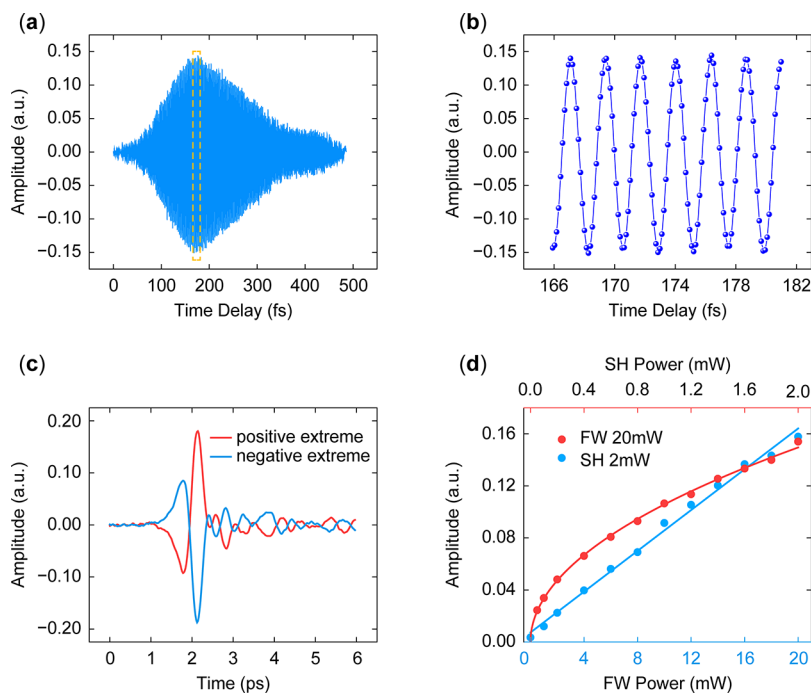 (a)
0.15
0.10
0.05
0.00
−0.05
−0.10
−0.15
Amplitude (a.u.)
0 100 200 300 400 500
Time Delay (fs)
(b)
0.15
0.10
0.05
0.00
−0.05
−0.10
−0.15
Amplitude (a.u.)
166 170 174 178 182
Time Delay (fs)
(c)
0.20
0.10
0.00
−0.10
−0.20
Amplitude (a.u.)
positive extreme
negative extreme
0 1 2 3 4 5 6
Time (ps)
(d)
SH Power (mW)
0.0 0.4 0.8 1.2 1.6 2.0
0.16
0.12
0.08
0.04
0.00
Amplitude (a.u.)
FW 20mW
SH 2mW
0 4 8 12 16 20
FW Power (mW)